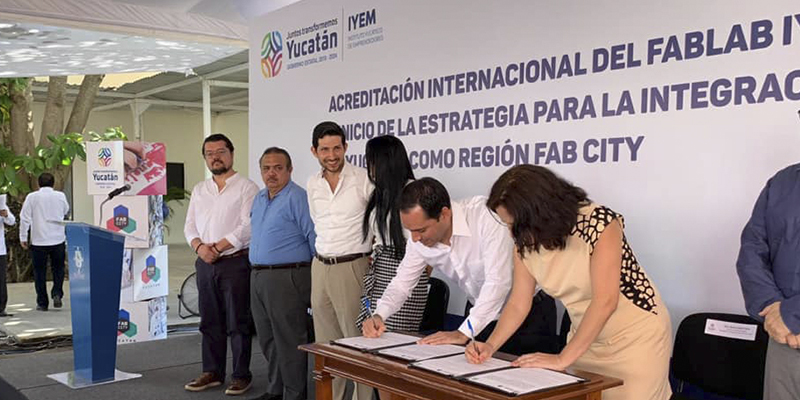 Juntos transformemos
Yucatán
GOBIERNO ESTATAL 2018 - 2024
IYEM
INSTITUTO YUCATECO
DE EMPRENDEDORES
ACREDITACIÓN INTERNACIONAL DEL FABLAB IY
INICIO DE LA ESTRATEGIA PARA LA INTEGRAC
COMO REGIÓN FAB CITY
Yucatán
FAB